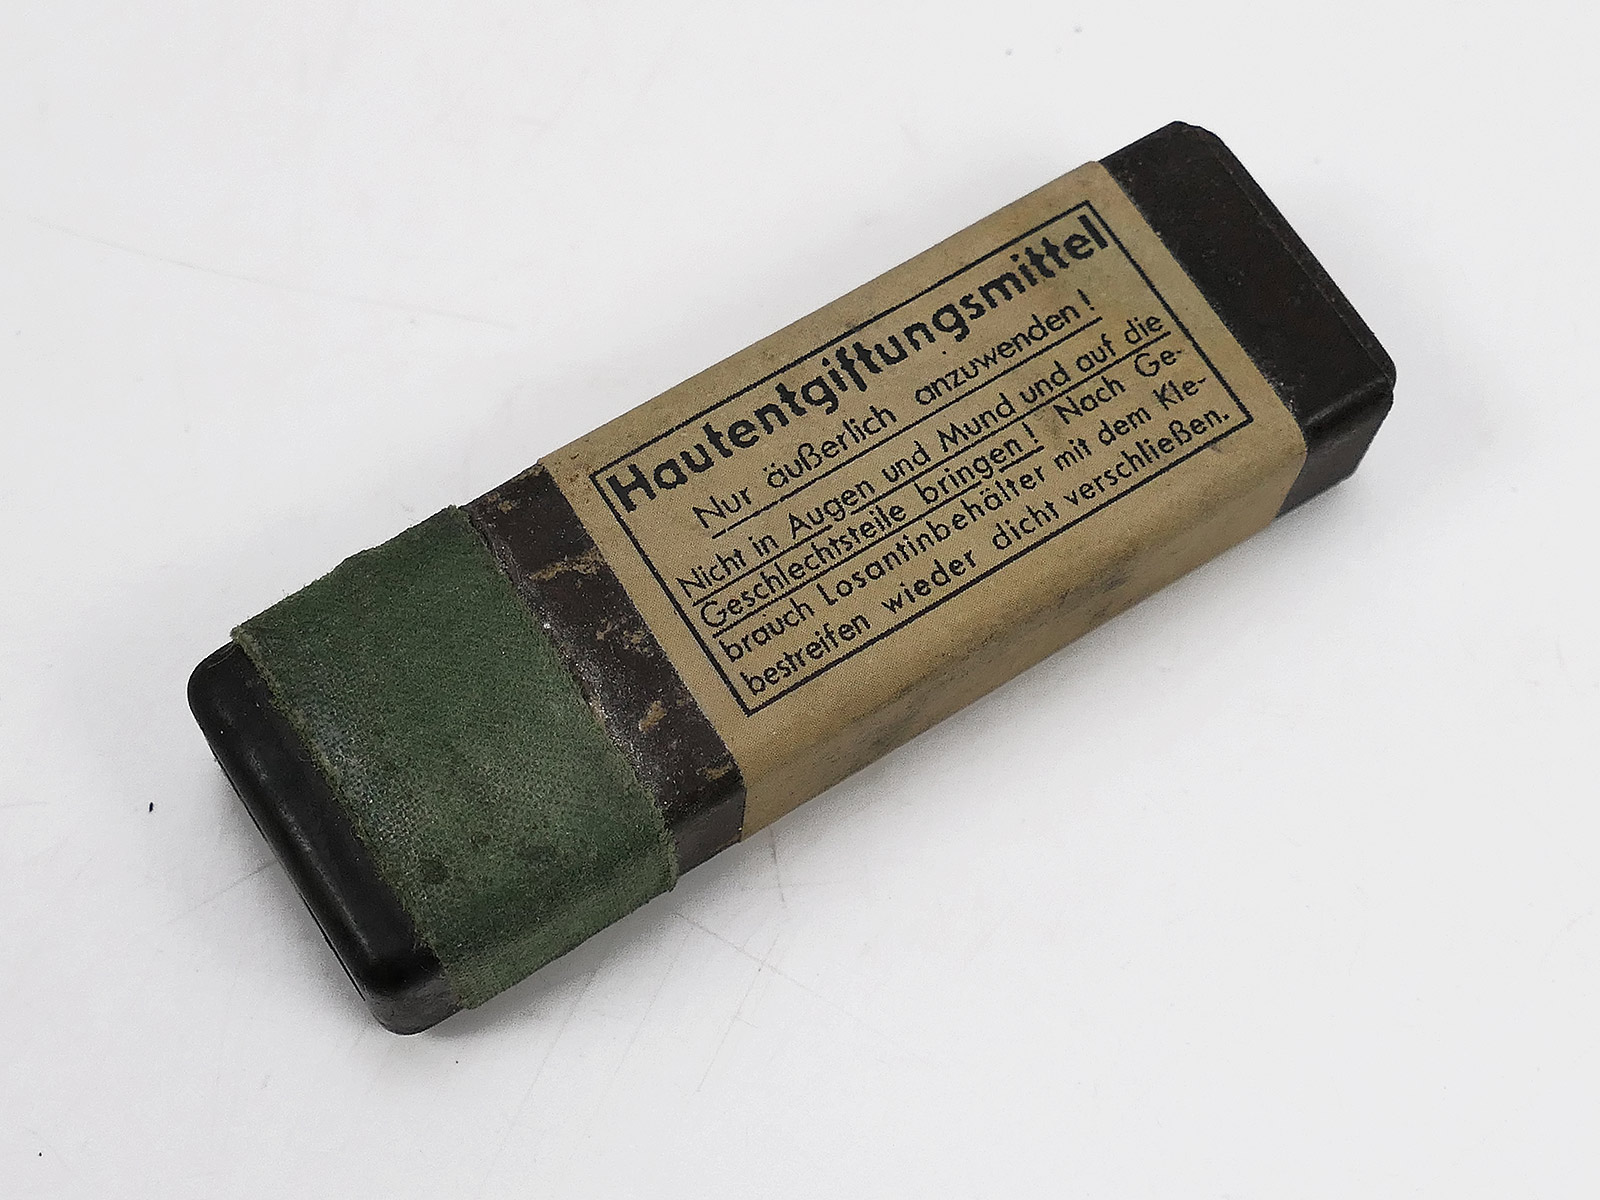 Hautentgiftungsmittel
Nur äußerlich anzuwenden!
Nicht in Augen und Mund und auf die
Geschlechtsteile bringen! Nach Ge-
brauch Losantinbehälter mit dem Kle-
bestreifen wieder dicht verschließen.